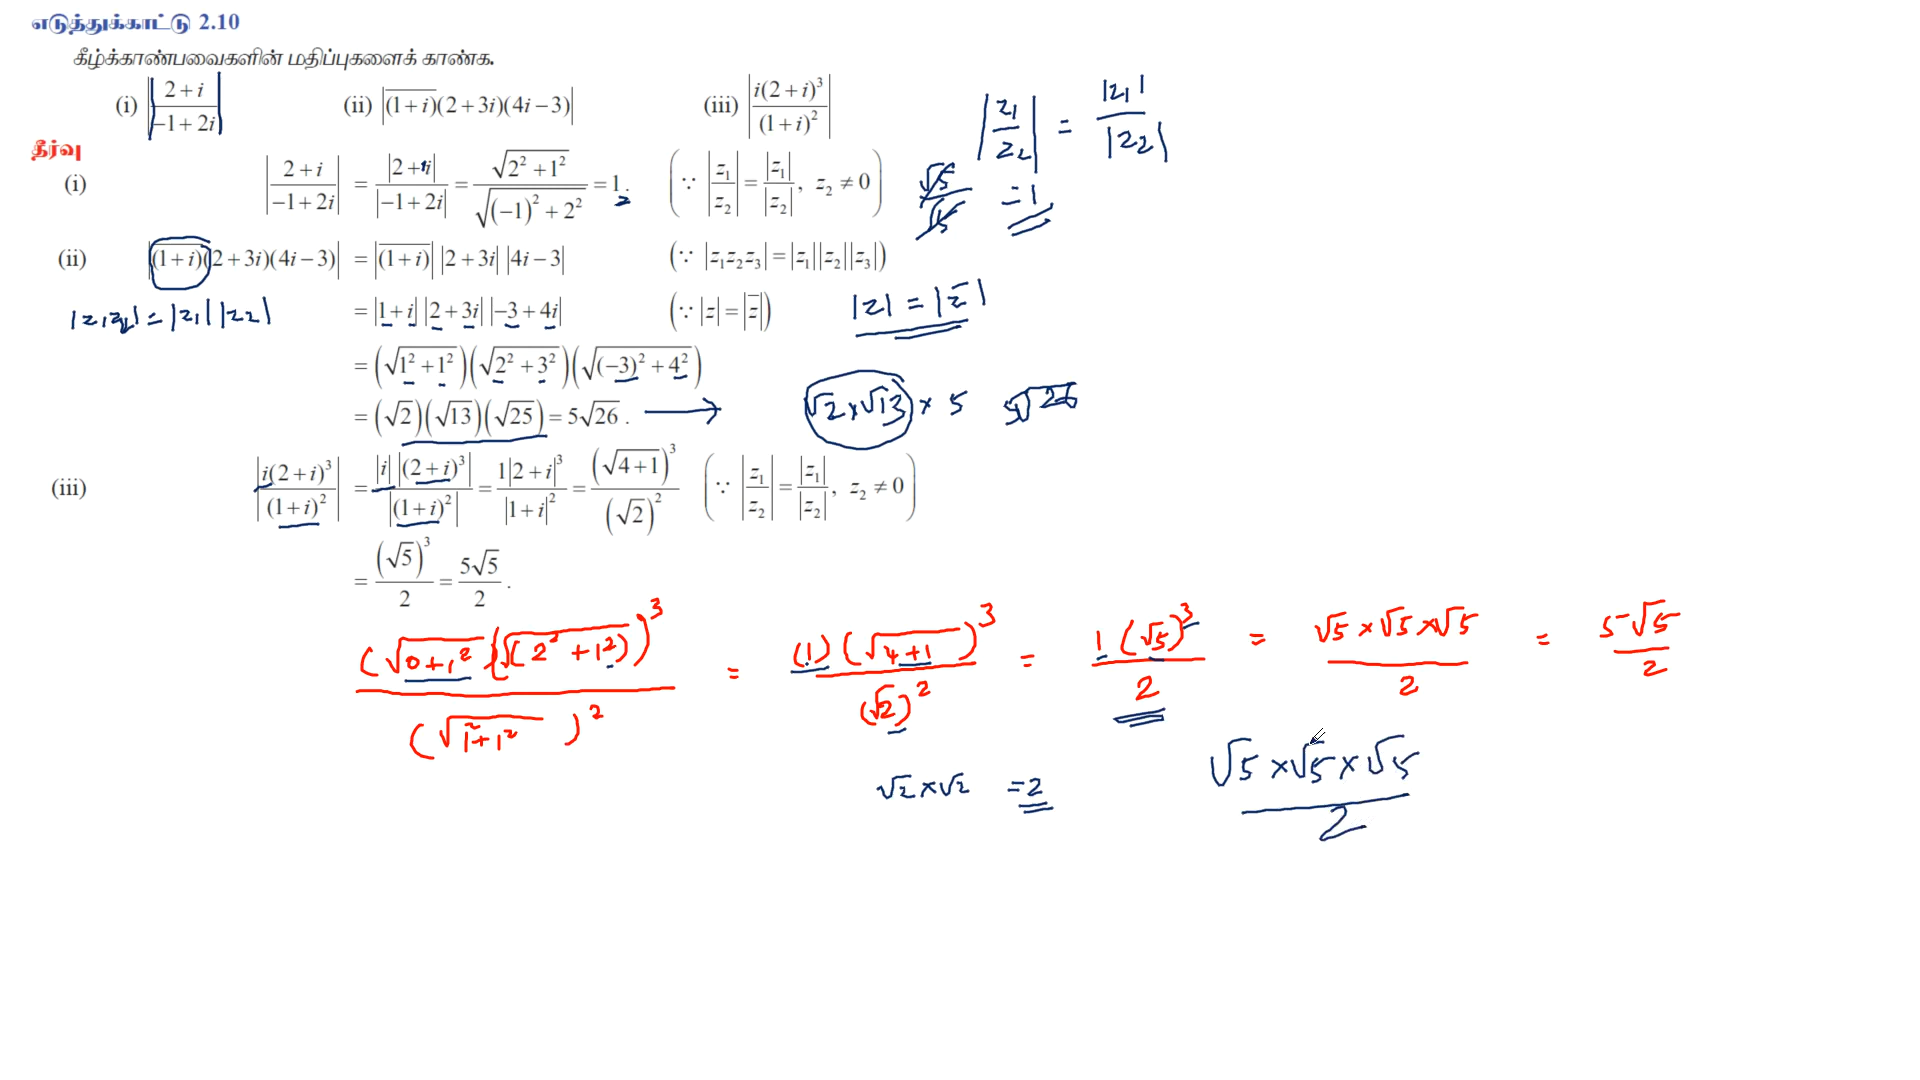 எடுத்துக்காட்டு 2.10
கீழ்க்காண்பவைகளின் மதிப்புகளைக் காண்க.
(i) |(2+i)/(−1+2i)| (ii) |\overline{(1+i)}(2+3i)(4i−3)| (iii) |i(2+i)³/(1+i)²|
|z₁/z₂| = |z₁|/|z₂|
தீர்வு
(i) |(2+i)/(−1+2i)| = |2+i|/|−1+2i| = √(2²+1²)/√((−1)²+2²) = 1. (∵ |z₁/z₂| = |z₁|/|z₂|, z₂ ≠ 0) √5/√5 = 1
(ii) |\overline{(1+i)}(2+3i)(4i−3)| = |\overline{(1+i)}| |2+3i| |4i−3| (∵ |z₁z₂z₃| = |z₁||z₂||z₃|)
|z₁z₂| = |z₁| |z₂|
= |1+i| |2+3i| |−3+4i| (∵ |z| = |z̄|) |z| = |z̄|
= (√(1²+1²))(√(2²+3²))(√((−3)²+4²))
= (√2)(√13)(√25) = 5√26. → √2×√13 × 5 5√26
(iii) |i(2+i)³/(1+i)²| = |i| |(2+i)³|/|(1+i)²| = 1|2+i|³/|1+i|² = (√(4+1))³/(√2)² (∵ |z₁/z₂| = |z₁|/|z₂|, z₂ ≠ 0)
= (√5)³/2 = 5√5/2.
(√(0+1²)(√(2²+1²))³/(√(1²+1²))² = (1)(√(4+1))³/(√2)² = 1(√5)³/2 = √5×√5×√5/2 = 5√5/2
√2×√2 = 2 √5×√5×√5/2